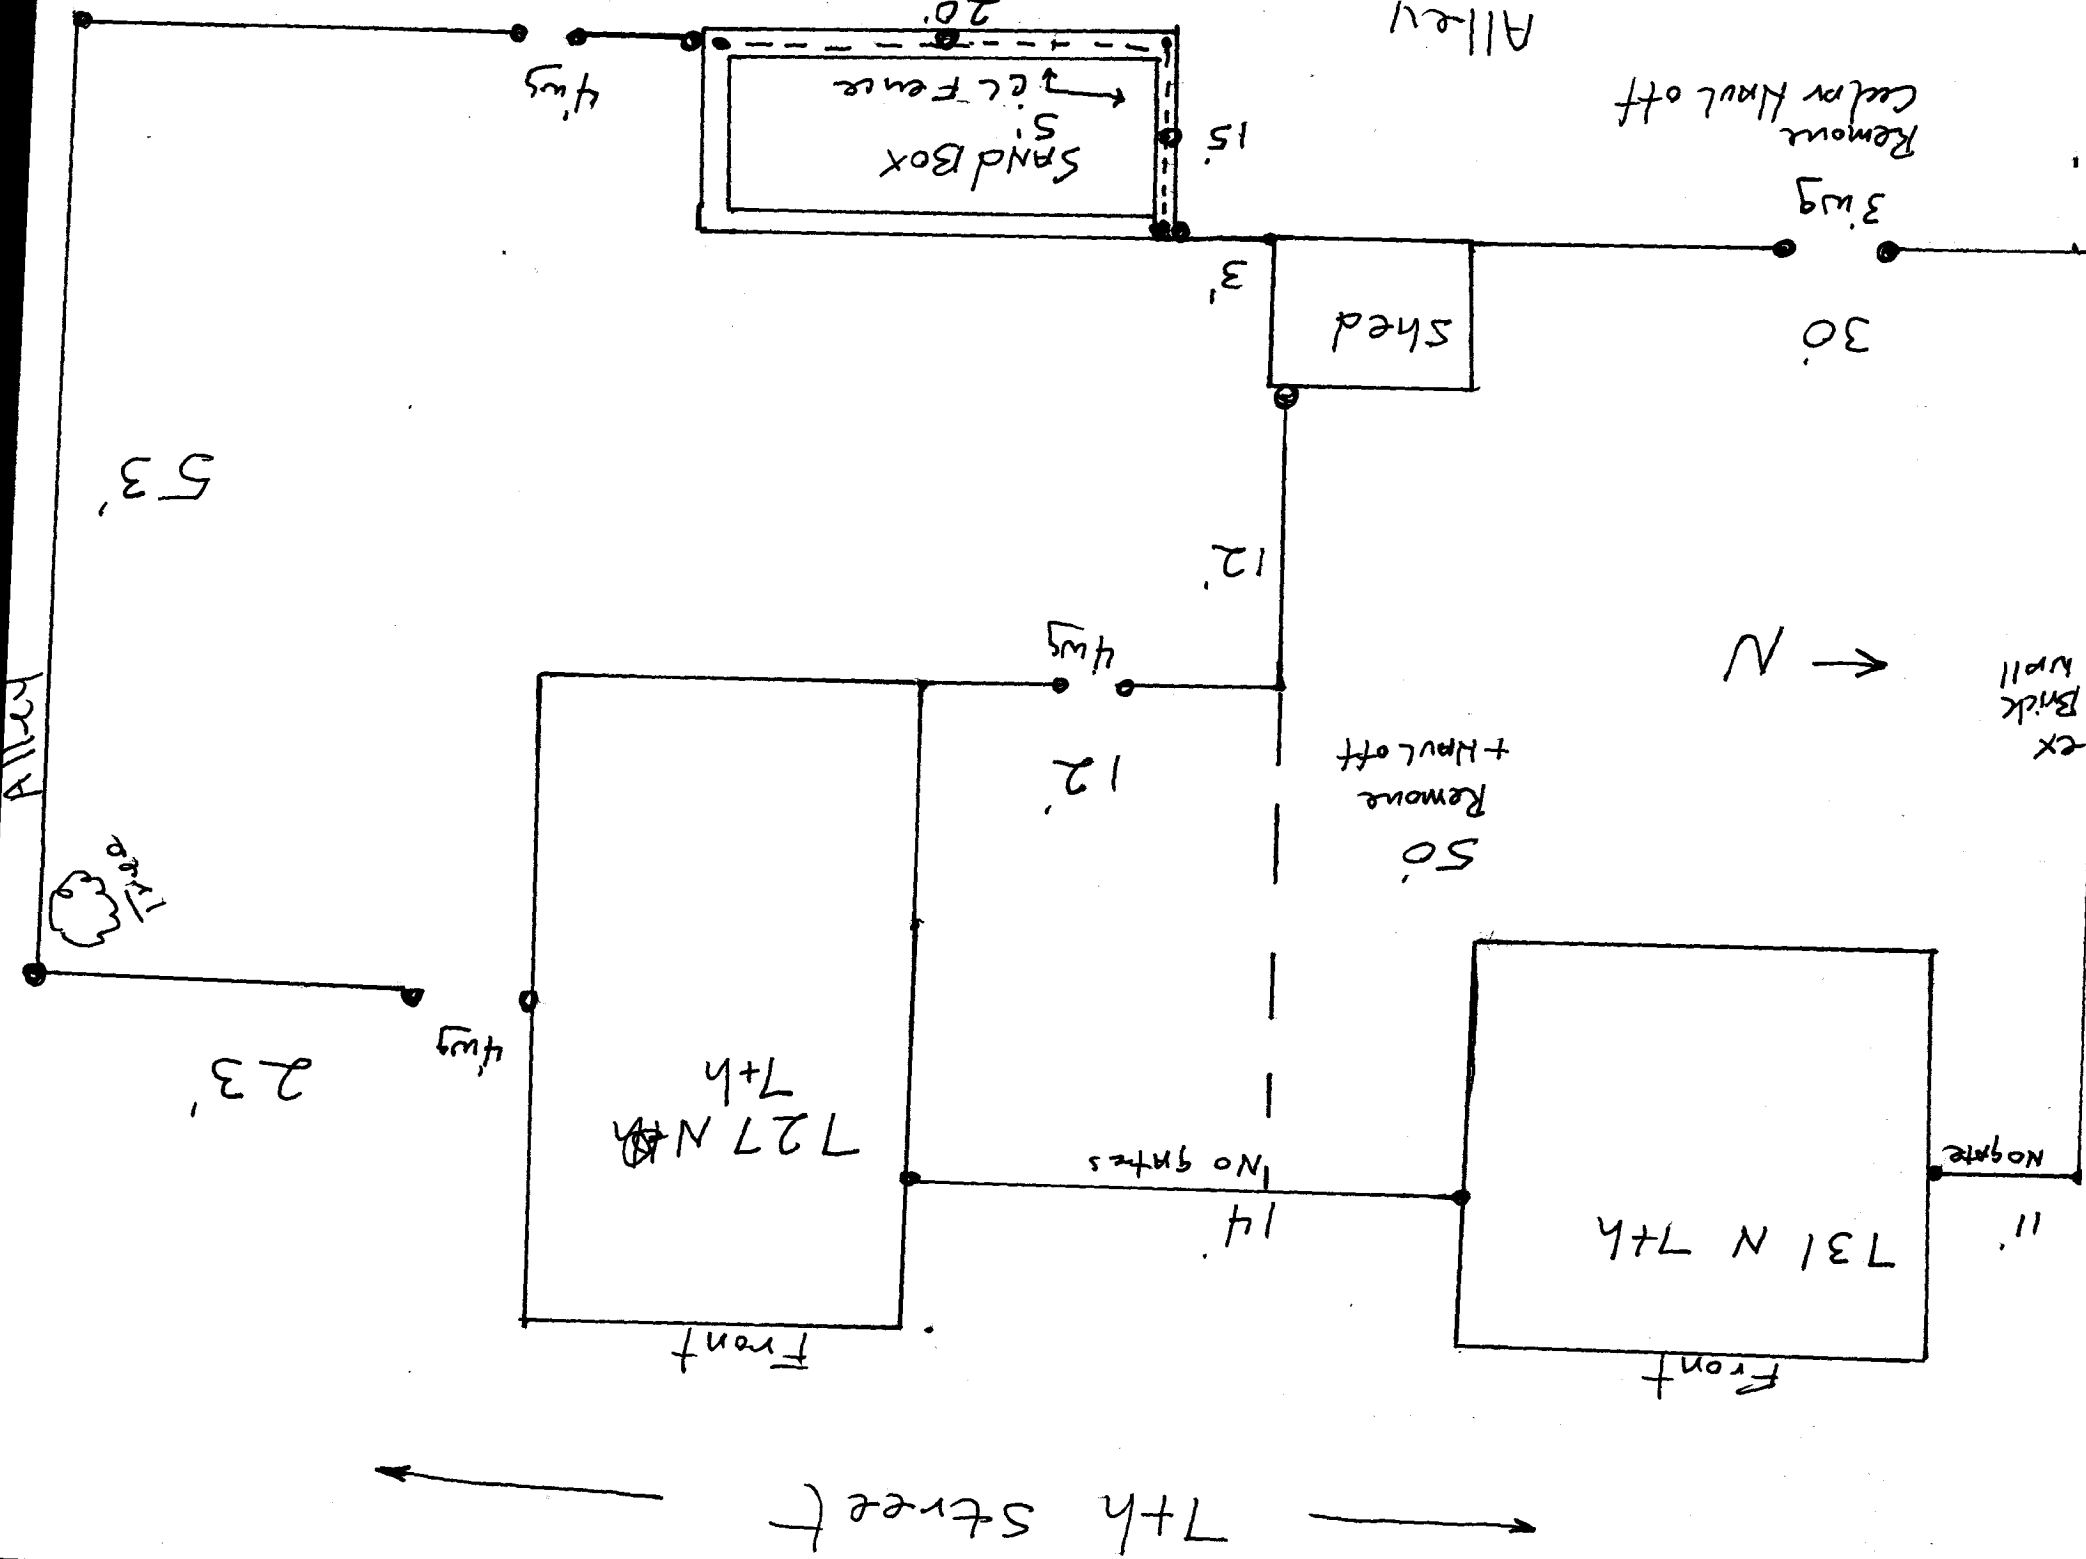 7th Street
Front
Front
11'
731 N 7th
14'
No gate
No gates
727 N
7th
4'wg
23'
Tree
Alley
50'
Remove
+ Haul off
12'
ex
Brick
wall
N
4'wg
12'
53'
30'
Shed
3'
3'wg
Remove
Cedar Haul off
15'
SAND BOX
5'
CL Fence
4'wg
Alley
20'